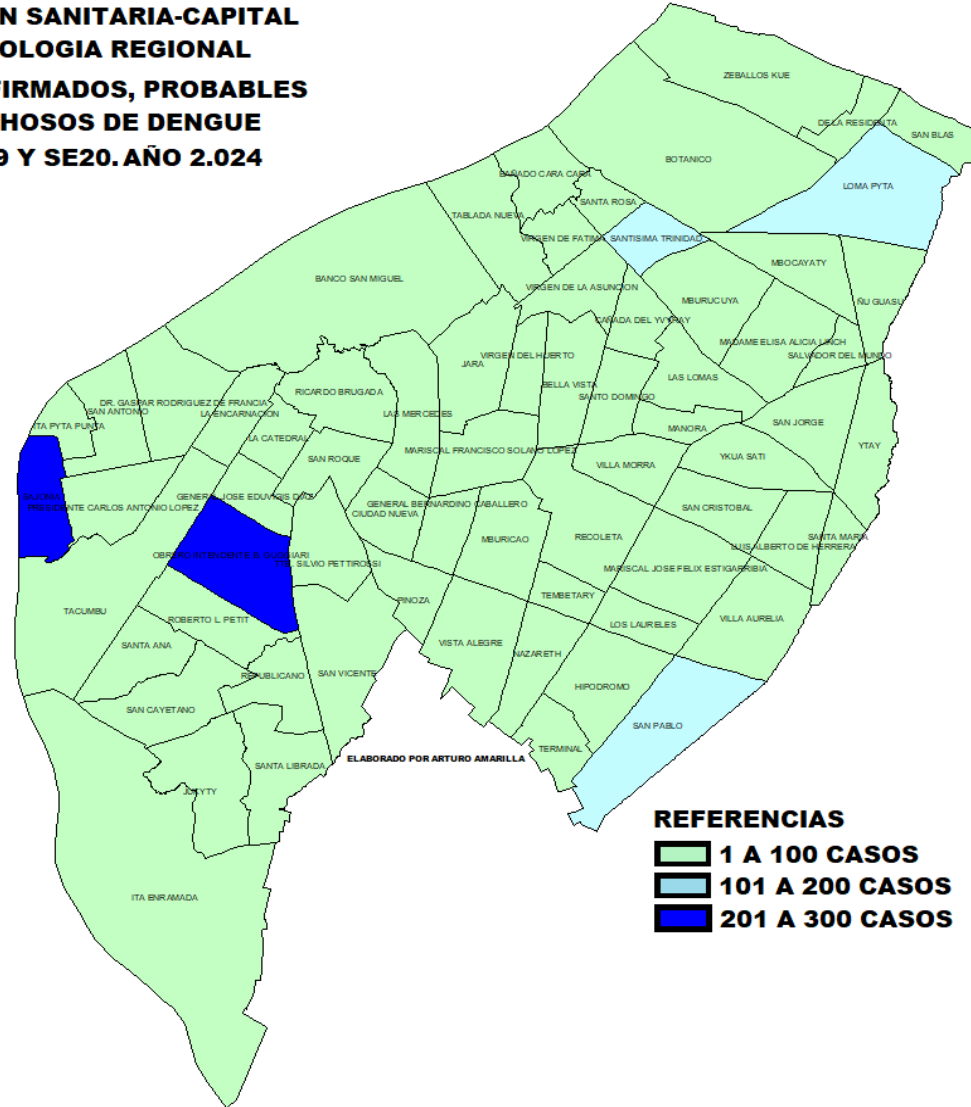 N SANITARIA-CAPITAL
OLOGIA REGIONAL
FIRMADOS, PROBABLES
HOSOS DE DENGUE
9 Y SE20. AÑO 2.024
ZEBALLOS KUE
DE LA RESIDENTA
SAN BLAS
BOTANICO
LOMA PYTA
BAÑADO CARA CARA
SANTA ROSA
TABLADA NUEVA
VIRGEN DE FATIMA
SANTISIMA TRINIDAD
MBOCAYATY
BANCO SAN MIGUEL
VIRGEN DE LA ASUNCION
MBURUCUYA
ÑU GUASU
CAÑADA DEL YVYRAY
MADAME ELISA ALICIA LINCH
SALVADOR DEL MUNDO
JARA
VIRGEN DEL HUERTO
BELLA VISTA
LAS LOMAS
SANTO DOMINGO
RICARDO BRUGADA
DR. GASPAR RODRIGUEZ DE FRANCIA
SAN ANTONIO
LA ENCARNACION
LAS MERCEDES
ITA PYTA PUNTA
MANORA
SAN JORGE
LA CATEDRAL
MARISCAL FRANCISCO SOLANO LOPEZ
YTAY
SAN ROQUE
VILLA MORRA
YKUA SATI
SAJONIA
GENERAL JOSE EDUVIGIS DIAZ
PRESIDENTE CARLOS ANTONIO LOPEZ
GENERAL BERNARDINO CABALLERO
CIUDAD NUEVA
SAN CRISTOBAL
MBURICAO
RECOLETA
SANTA MARIA
LUIS ALBERTO DE HERRERA
OBRERO INTENDENTE B.
SILVIO PETTIROSSI
MARISCAL JOSE FELIX ESTIGARRIBIA
TACUMBU
PINOZA
TEMBETARY
ROBERTO L. PETIT
LOS LAURELES
VILLA AURELIA
SANTA ANA
VISTA ALEGRE
NAZARETH
REPUBLICANO
SAN VICENTE
HIPODROMO
SAN CAYETANO
SAN PABLO
TERMINAL
ELABORADO POR ARTURO AMARILLA
SANTA LIBRADA
JUKYTY
ITA ENRAMADA
REFERENCIAS
1 A 100 CASOS
101 A 200 CASOS
201 A 300 CASOS